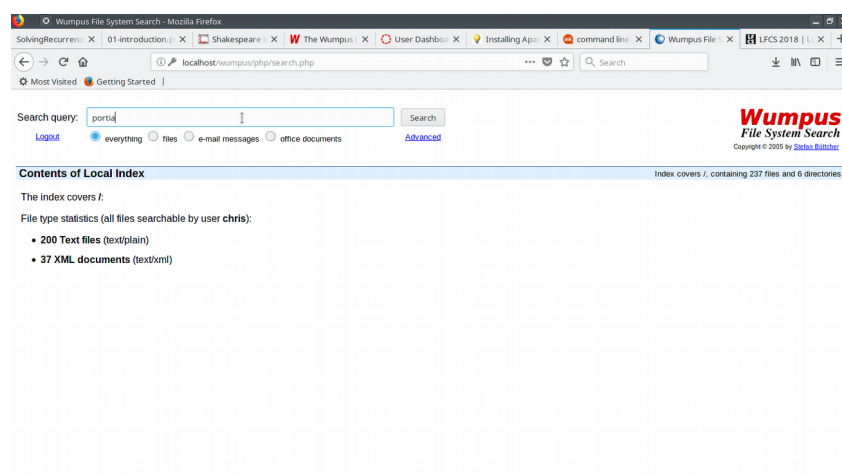 Wumpus File System Search - Mozilla Firefox
SolvingRecurrenc 01-introduction.p Shakespeare The Wumpus User Dashbo Installing Apac command line Wumpus File S LFCS 2018 | L
localhost/wumpus/php/search.php Search
Most Visited Getting Started
Search query: portia Search
Logout everything files e-mail messages office documents Advanced
Wumpus
File System Search
Copyright © 2005 by Stefan Büttcher
Contents of Local Index Index covers /, containing 237 files and 6 directories
The index covers /:
File type statistics (all files searchable by user chris):
200 Text files (text/plain)
37 XML documents (text/xml)